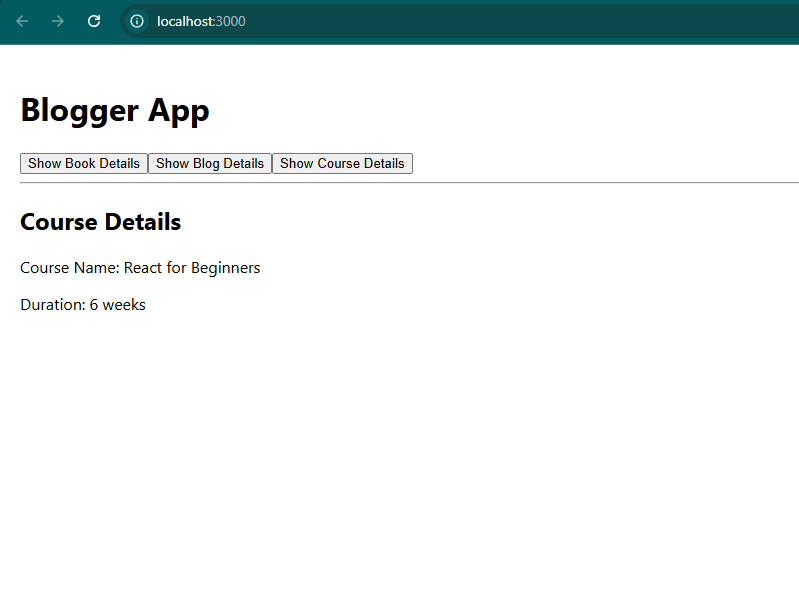 localhost:3000
Blogger App
Show Book Details Show Blog Details Show Course Details
Course Details
Course Name: React for Beginners
Duration: 6 weeks